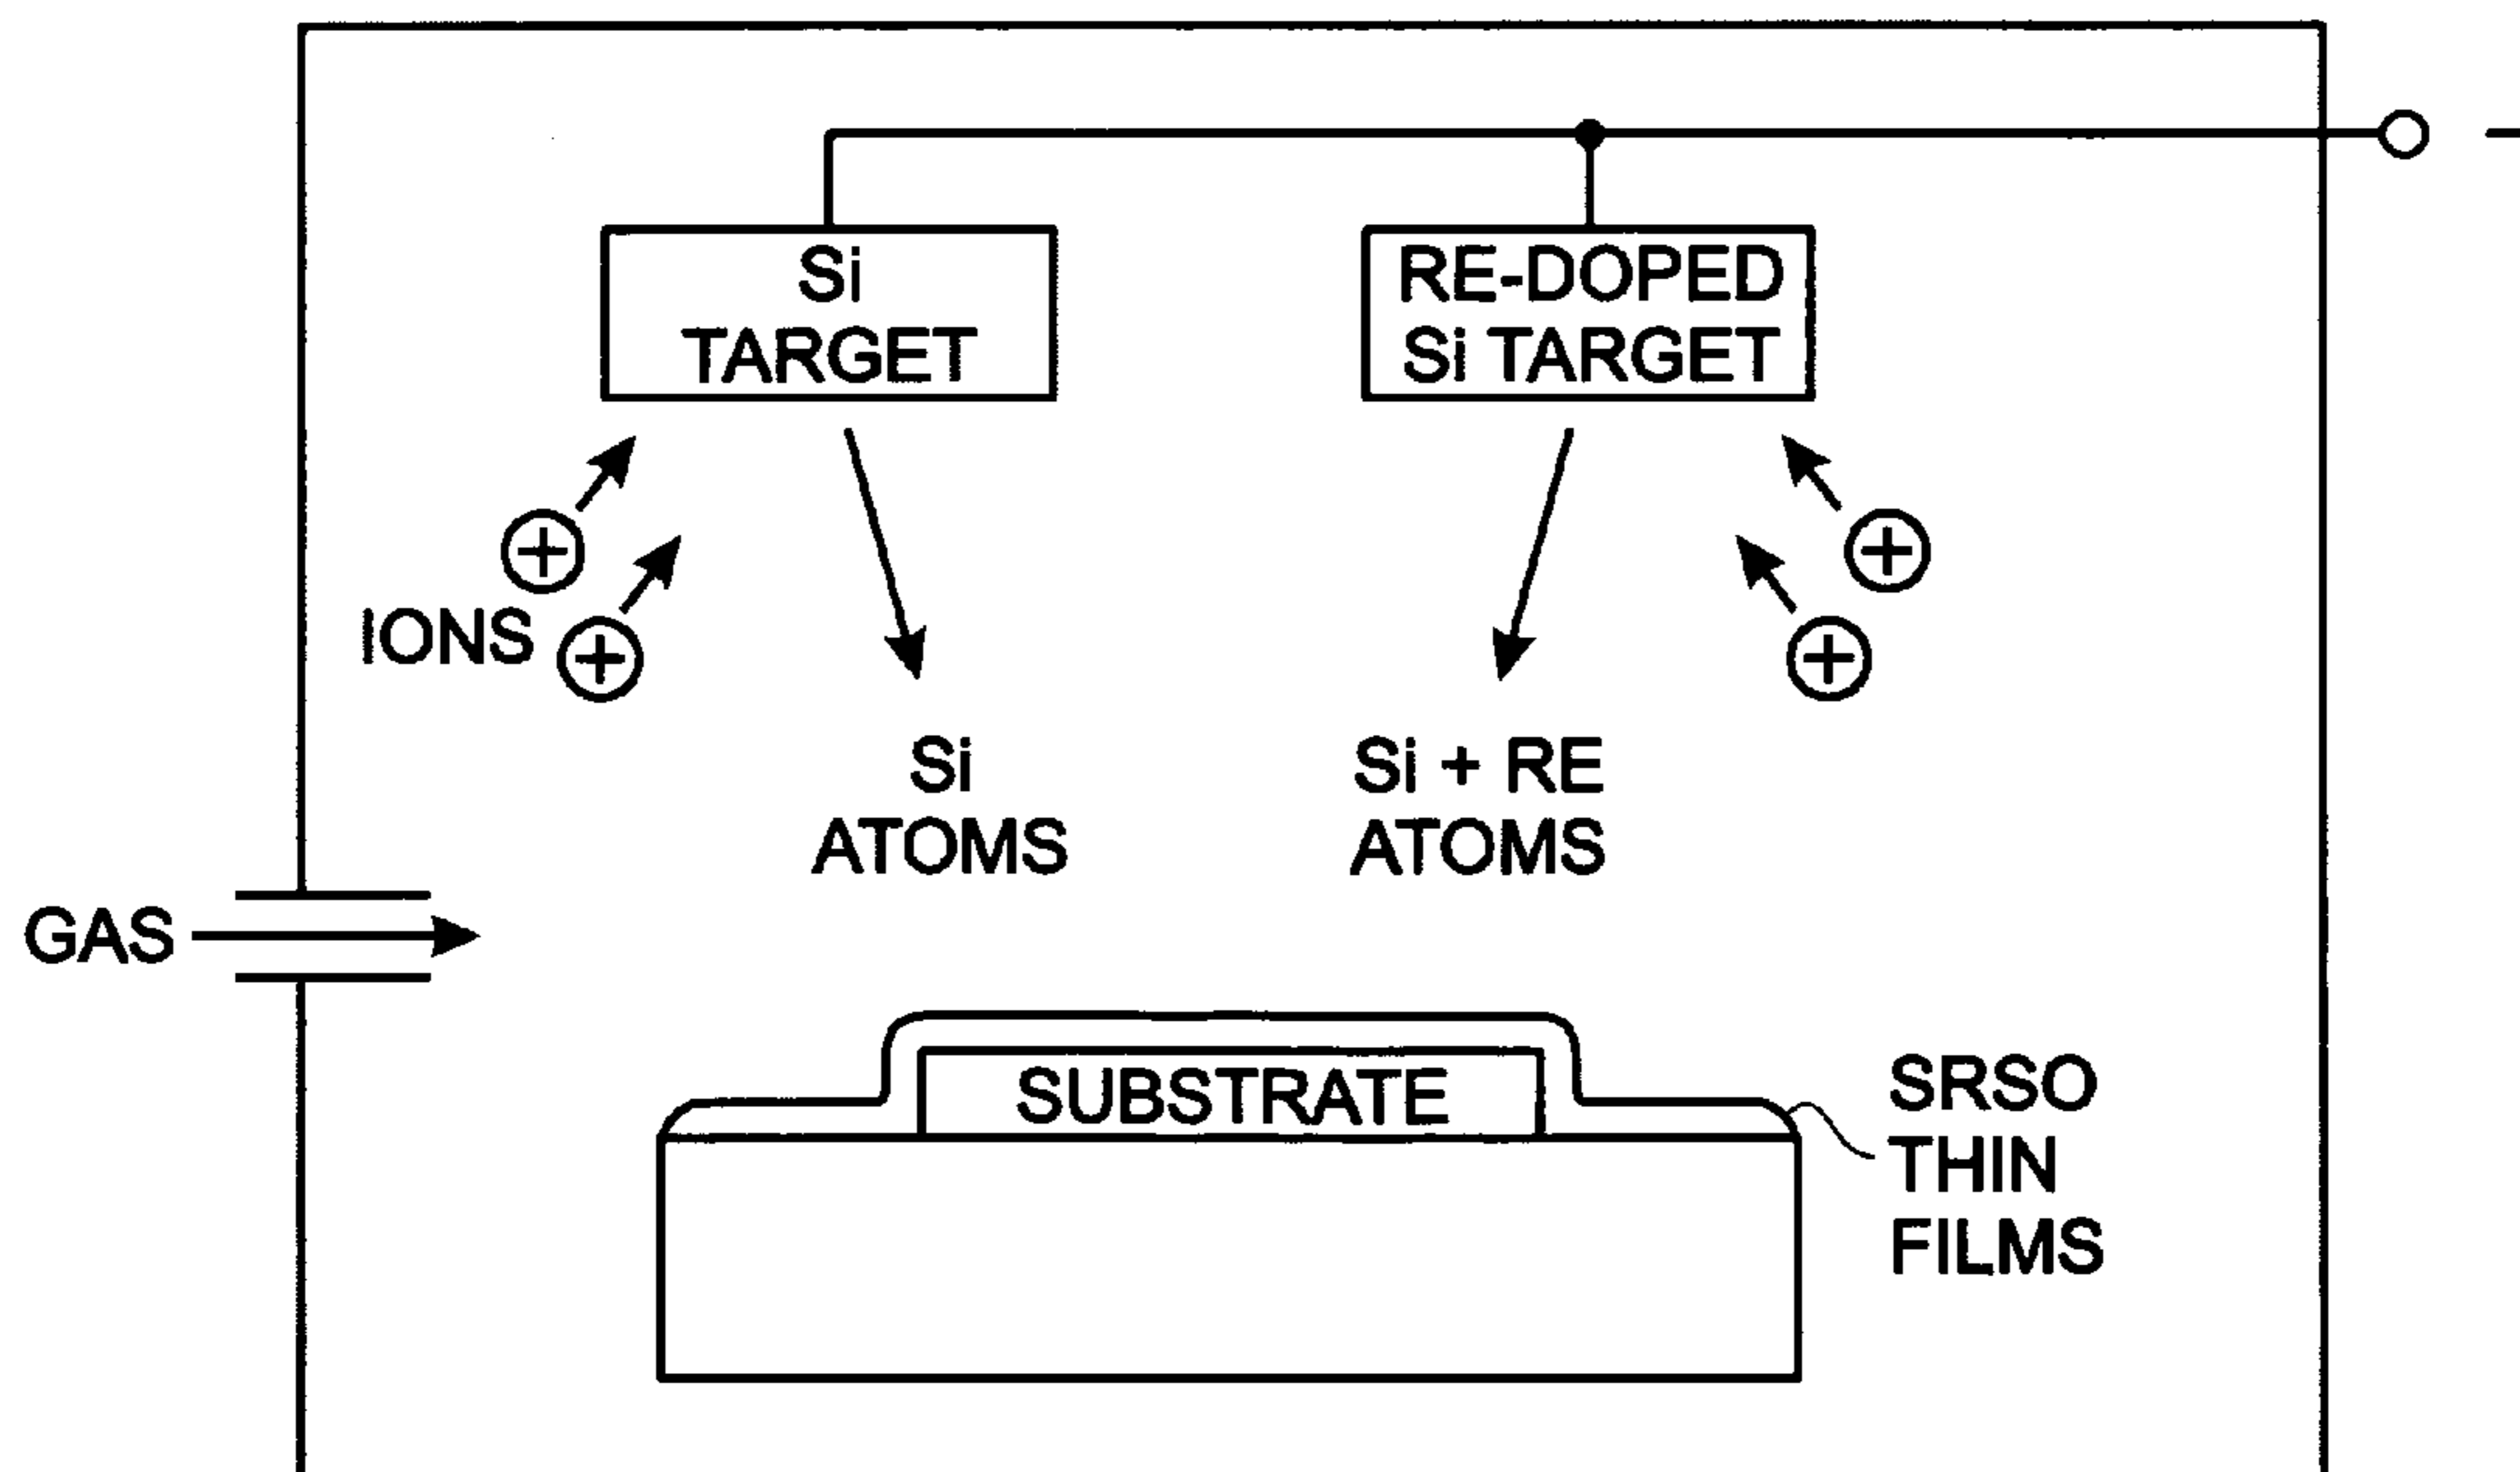 Si
TARGET
RE-DOPED
Si TARGET
IONS
Si
ATOMS
Si + RE
ATOMS
GAS
SUBSTRATE
SRSO
THIN
FILMS